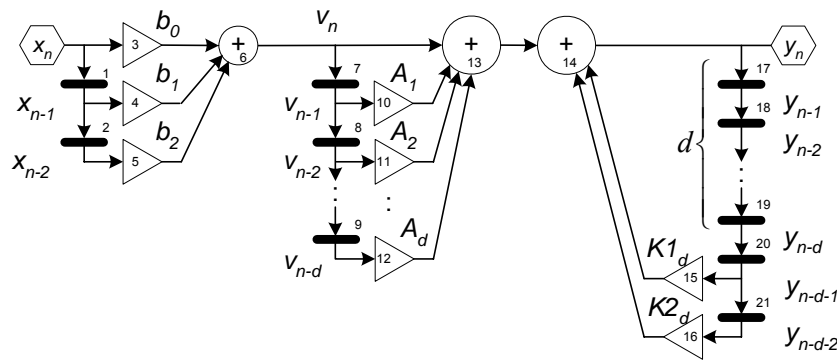 x_n 3 b_0 + 6 v_n + 13 + 14 y_n
1 7 17
x_{n-1} 4 b_1 v_{n-1} 10 A_1 d y_{n-1}
2 8 18
x_{n-2} 5 b_2 v_{n-2} 11 A_2 y_{n-2}
⋮ ⋮ ⋮
9 19
v_{n-d} 12 A_d K1_d 20 y_{n-d}
15 y_{n-d-1}
K2_d 21
16 y_{n-d-2}